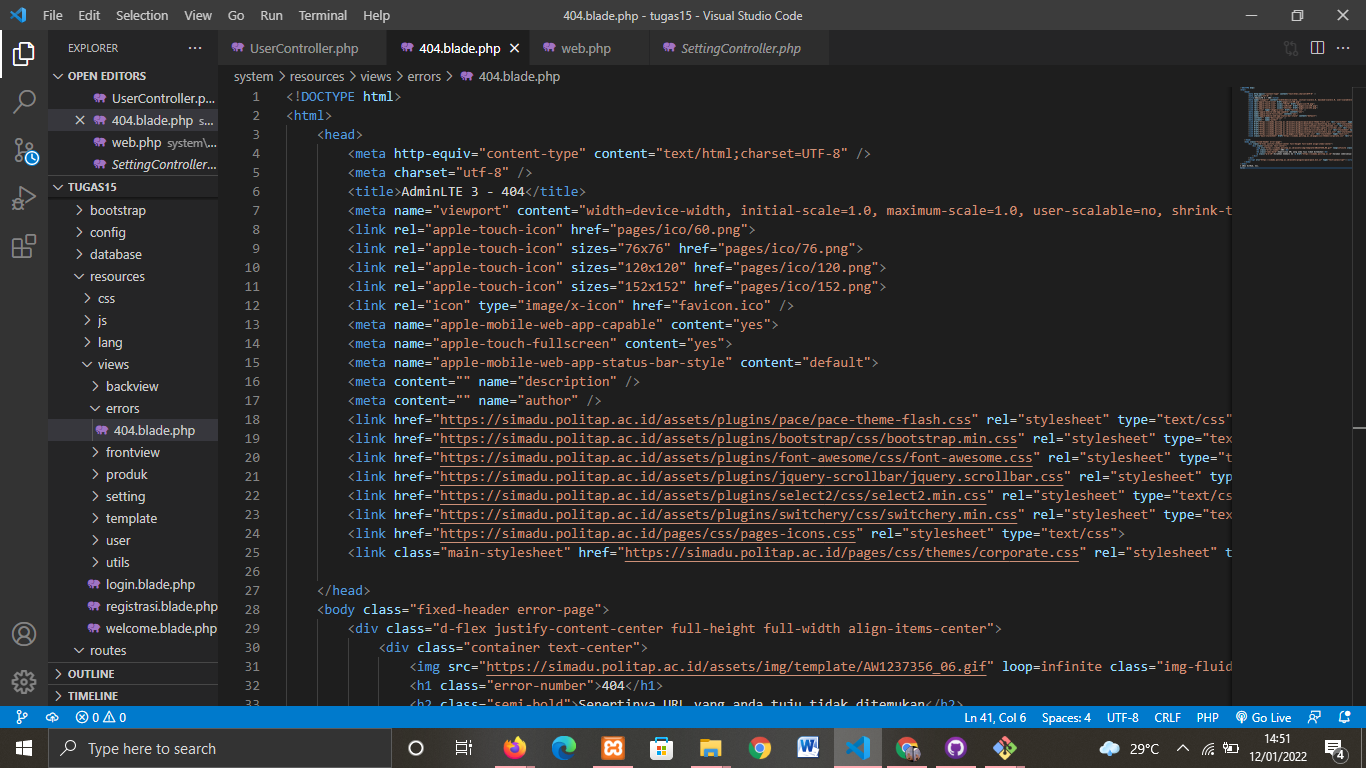 File Edit Selection View Go Run Terminal Help 404.blade.php - tugas15 - Visual Studio Code
EXPLORER ··· UserController.php 404.blade.php web.php SettingController.php
OPEN EDITORS
UserController.p...
404.blade.php s...
web.php system\...
SettingController...
TUGAS15
bootstrap
config
database
resources
css
js
lang
views
backview
errors
404.blade.php
frontview
produk
setting
template
user
utils
login.blade.php
registrasi.blade.php
welcome.blade.php
routes
OUTLINE
TIMELINE
system > resources > views > errors > 404.blade.php
1 <!DOCTYPE html>
2 <html>
3 <head>
4 <meta http-equiv="content-type" content="text/html;charset=UTF-8" />
5 <meta charset="utf-8" />
6 <title>AdminLTE 3 - 404</title>
7 <meta name="viewport" content="width=device-width, initial-scale=1.0, maximum-scale=1.0, user-scalable=no, shrink-t
8 <link rel="apple-touch-icon" href="pages/ico/60.png">
9 <link rel="apple-touch-icon" sizes="76x76" href="pages/ico/76.png">
10 <link rel="apple-touch-icon" sizes="120x120" href="pages/ico/120.png">
11 <link rel="apple-touch-icon" sizes="152x152" href="pages/ico/152.png">
12 <link rel="icon" type="image/x-icon" href="favicon.ico" />
13 <meta name="apple-mobile-web-app-capable" content="yes">
14 <meta name="apple-touch-fullscreen" content="yes">
15 <meta name="apple-mobile-web-app-status-bar-style" content="default">
16 <meta content="" name="description" />
17 <meta content="" name="author" />
18 <link href="https://simadu.politap.ac.id/assets/plugins/pace/pace-theme-flash.css" rel="stylesheet" type="text/css"
19 <link href="https://simadu.politap.ac.id/assets/plugins/bootstrap/css/bootstrap.min.css" rel="stylesheet" type="tex
20 <link href="https://simadu.politap.ac.id/assets/plugins/font-awesome/css/font-awesome.css" rel="stylesheet" type="t
21 <link href="https://simadu.politap.ac.id/assets/plugins/jquery-scrollbar/jquery.scrollbar.css" rel="stylesheet" typ
22 <link href="https://simadu.politap.ac.id/assets/plugins/select2/css/select2.min.css" rel="stylesheet" type="text/cs
23 <link href="https://simadu.politap.ac.id/assets/plugins/switchery/css/switchery.min.css" rel="stylesheet" type="tex
24 <link href="https://simadu.politap.ac.id/pages/css/pages-icons.css" rel="stylesheet" type="text/css">
25 <link class="main-stylesheet" href="https://simadu.politap.ac.id/pages/css/themes/corporate.css" rel="stylesheet" t
26
27 </head>
28 <body class="fixed-header error-page">
29 <div class="d-flex justify-content-center full-height full-width align-items-center">
30 <div class="container text-center">
31 <img src="https://simadu.politap.ac.id/assets/img/template/AW1237356_06.gif" loop=infinite class="img-fluid
32 <h1 class="error-number">404</h1>
33 <h2 class="semi-bold">Sepertinya URL yang anda tuju tidak ditemukan</h2>
0 0 Ln 41, Col 6 Spaces: 4 UTF-8 CRLF PHP Go Live
Type here to search 29°C 14:51
12/01/2022 4